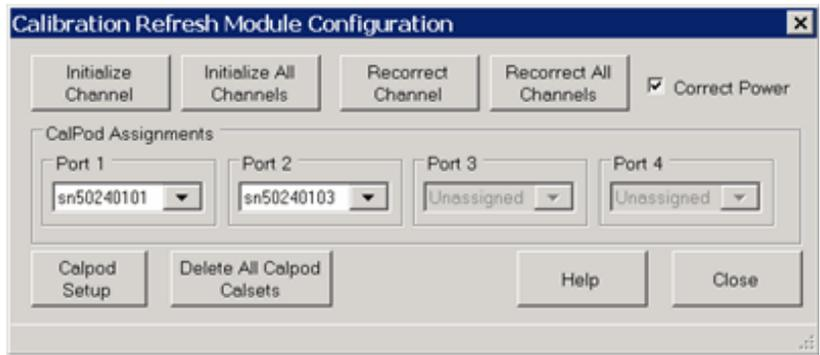 Calibration Refresh Module Configuration
Initialize Channel
Initialize All Channels
Recorrect Channel
Recorrect All Channels
Correct Power
CalPod Assignments
Port 1
Port 2
Port 3
Port 4
sn50240101
sn50240103
Unassigned
Unassigned
Calpod Setup
Delete All Calpod Calsets
Help
Close